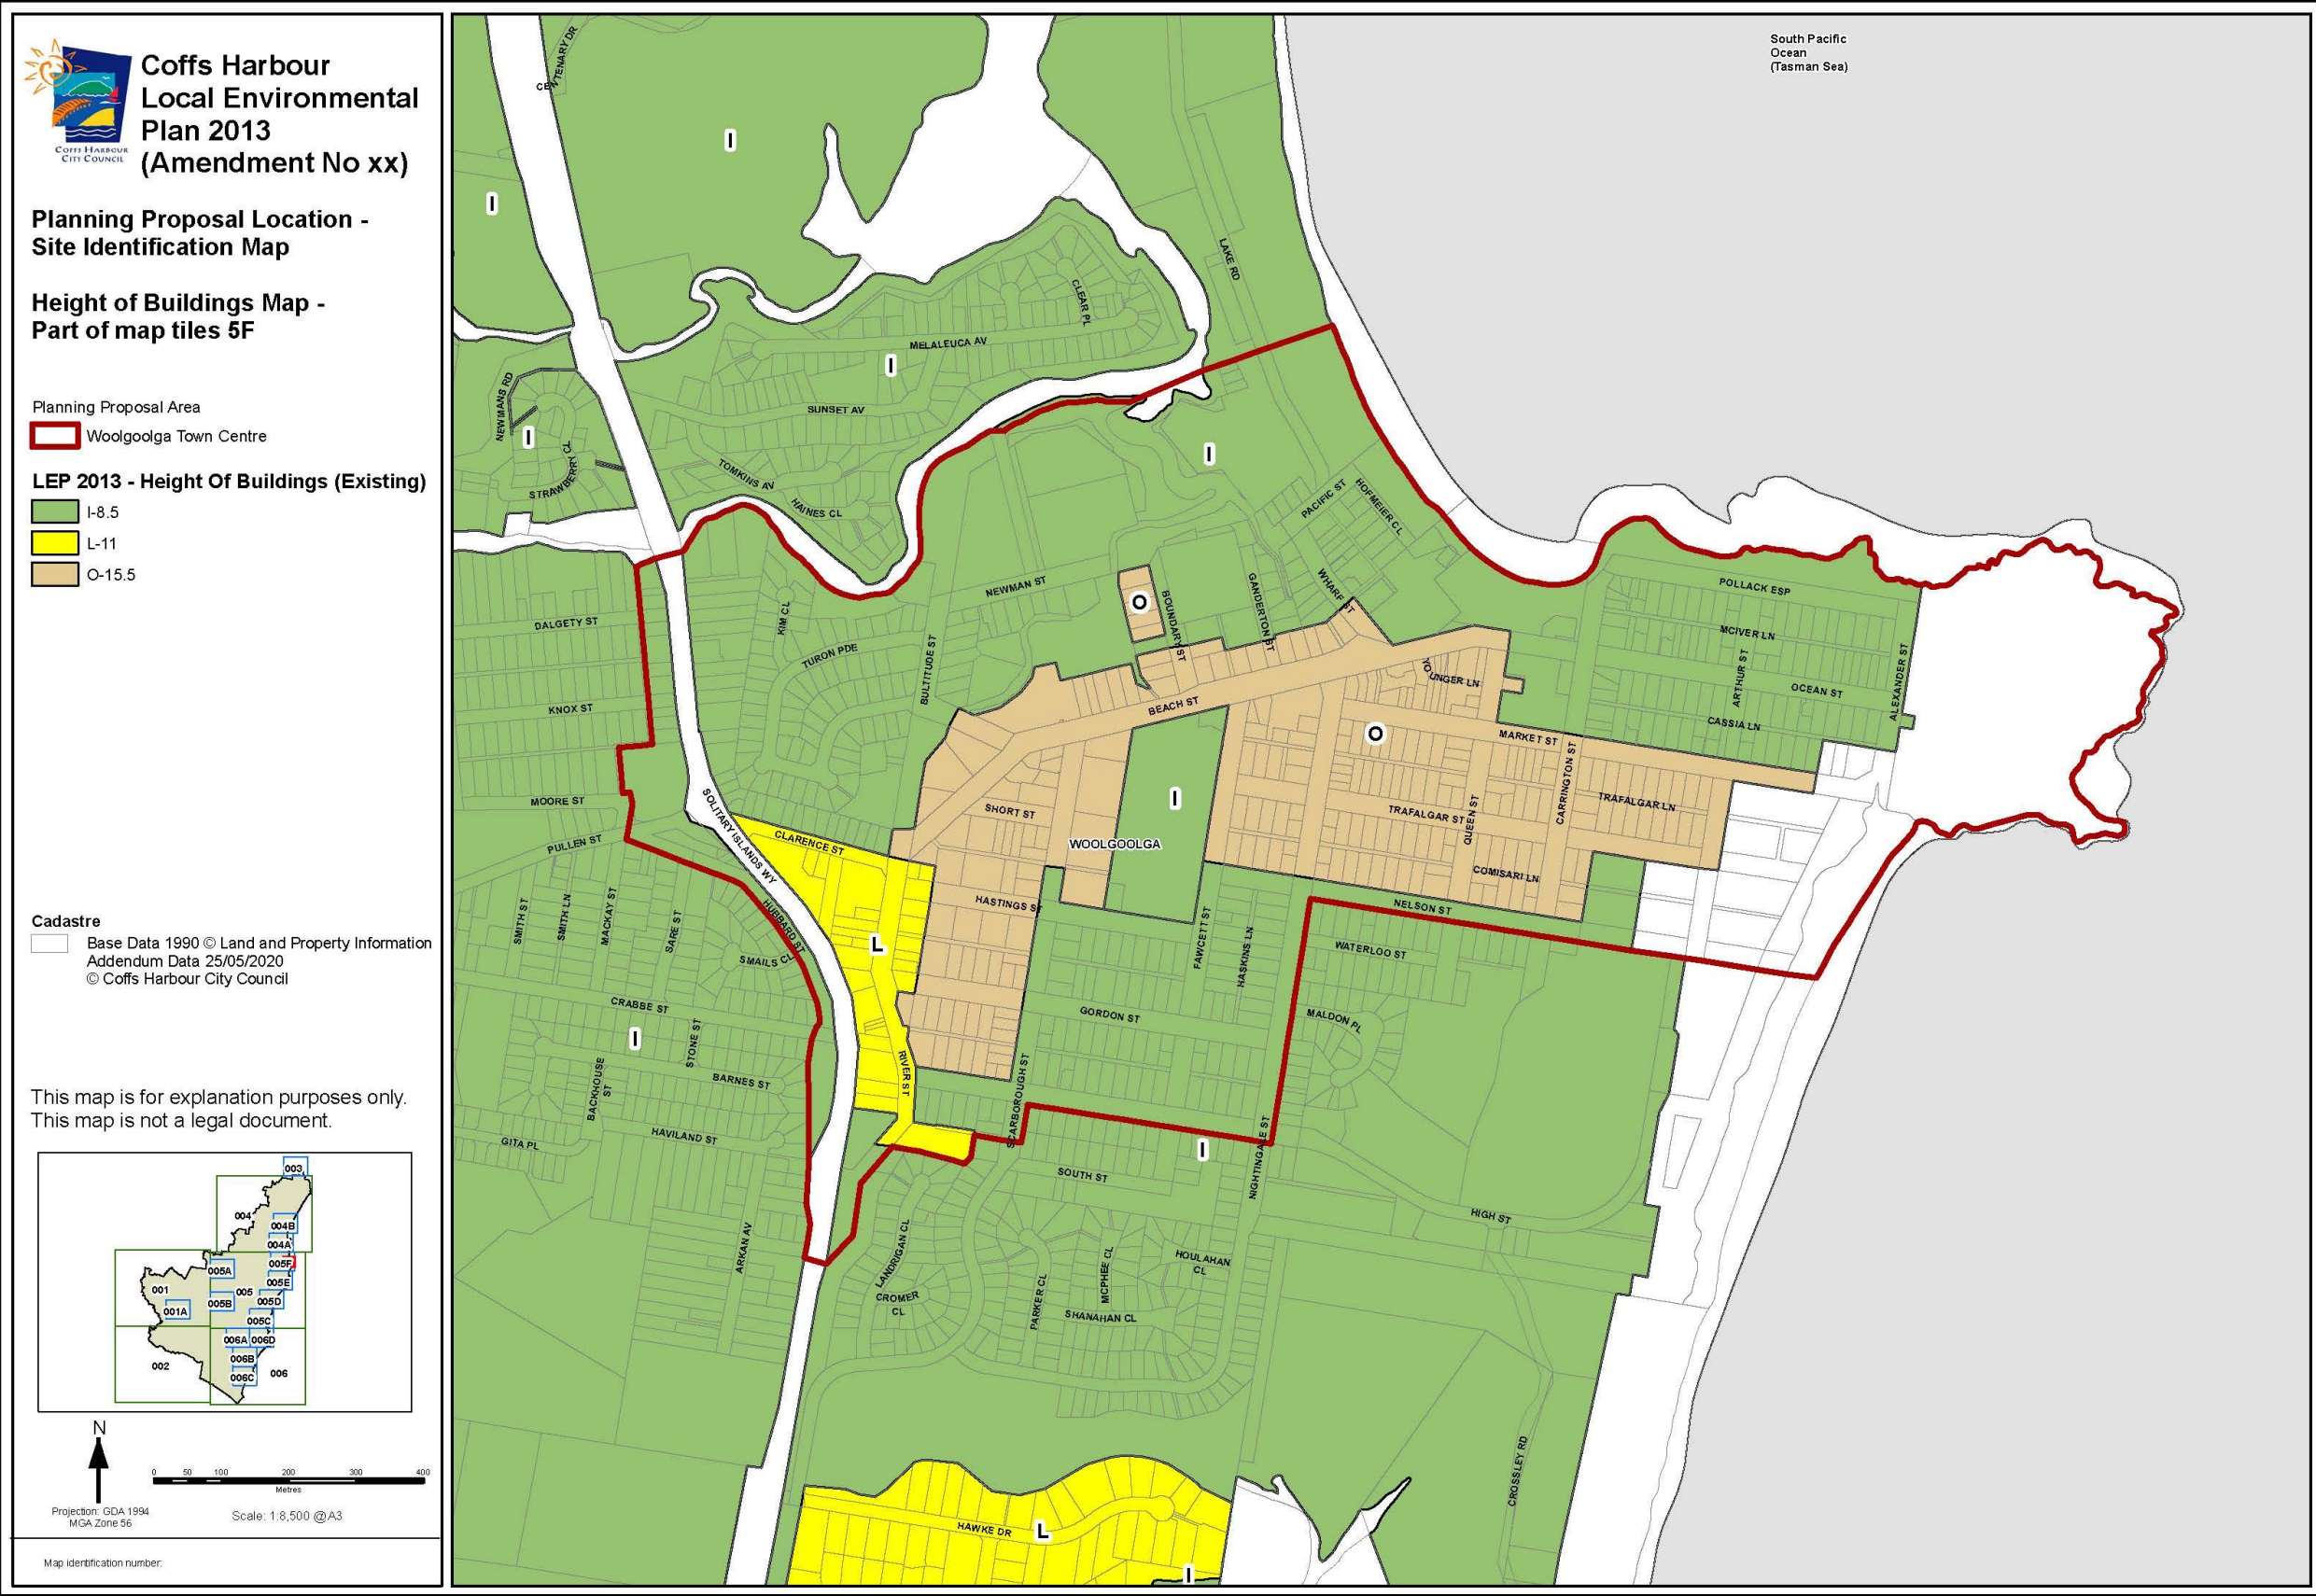 Coffs Harbour
Local Environmental
Plan 2013
(Amendment No xx)
COFFS HARBOUR
CITY COUNCIL
Planning Proposal Location -
Site Identification Map
Height of Buildings Map -
Part of map tiles 5F
Planning Proposal Area
Woolgoolga Town Centre
LEP 2013 - Height Of Buildings (Existing)
I-8.5
L-11
O-15.5
Cadastre
Base Data 1990 © Land and Property Information
Addendum Data 25/05/2020
© Coffs Harbour City Council
This map is for explanation purposes only.
This map is not a legal document.
003
004
004B
004A
005F
005A
005E
001
005
005B
005D
001A
005C
006A
006D
002
006B
006
006C
N
0 50 100 200 300 400
Metres
Projection: GDA 1994
MGA Zone 56
Scale: 1:8,500 @A3
Map identification number:
South Pacific
Ocean
(Tasman Sea)
CENTENARY DR
I
I
LAKE RD
CLEAR PL
MELALEUCA AV
I
NEWMANS RD
SUNSET AV
I
STRAWBERRY CL
TOMKINS AV
HAINES CL
I
PACIFIC ST
HOFMEIER CL
NEWMAN ST
WHARF ST
GANDERTON ST
BOUNDARY ST
O
KIM CL
DALGETY ST
TURON PDE
BULTITUDE ST
POLLACK ESP
MCIVER LN
ARTHUR ST
OCEAN ST
ALEXANDER ST
CASSIA LN
YOUNGER LN
KNOX ST
BEACH ST
O
MARKET ST
CARRINGTON ST
MOORE ST
SOLITARY ISLANDS WY
SHORT ST
I
TRAFALGAR ST
QUEEN ST
TRAFALGAR LN
PULLEN ST
CLARENCE ST
WOOLGOOLGA
COMISARI LN
SMITH ST
SMITH LN
MACKAY ST
SARE ST
HUBBARD ST
SMAILS CL
L
HASTINGS ST
NELSON ST
FAWCETT ST
HASKINS LN
WATERLOO ST
CRABBE ST
I
STONE ST
GORDON ST
MALDON PL
BACKHOUSE
ST
BARNES ST
RIVER ST
SCARBOROUGH ST
GITA PL
HAVILAND ST
I
NIGHTINGALE ST
SOUTH ST
HIGH ST
ARKAN AV
LANDRIGAN CL
CROMER
CL
PARKER CL
MCPHEE CL
HOULAHAN
CL
SHANAHAN CL
CROSSLEY RD
HAWKE DR
L
I